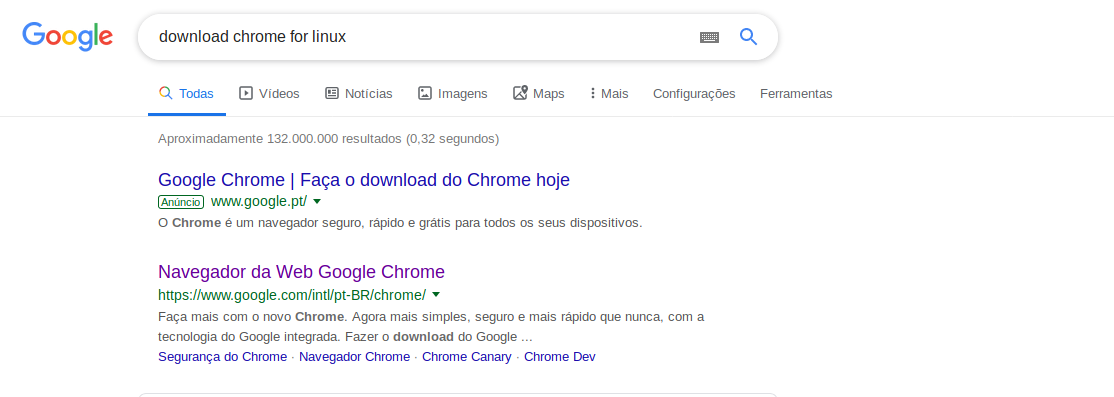 Google
download chrome for linux
Todas Vídeos Notícias Imagens Maps Mais Configurações Ferramentas
Aproximadamente 132.000.000 resultados (0,32 segundos)
Google Chrome | Faça o download do Chrome hoje
Anúncio www.google.pt/
O Chrome é um navegador seguro, rápido e grátis para todos os seus dispositivos.
Navegador da Web Google Chrome
https://www.google.com/intl/pt-BR/chrome/
Faça mais com o novo Chrome. Agora mais simples, seguro e mais rápido que nunca, com a
tecnologia do Google integrada. Fazer o download do Google ...
Segurança do Chrome · Navegador Chrome · Chrome Canary · Chrome Dev